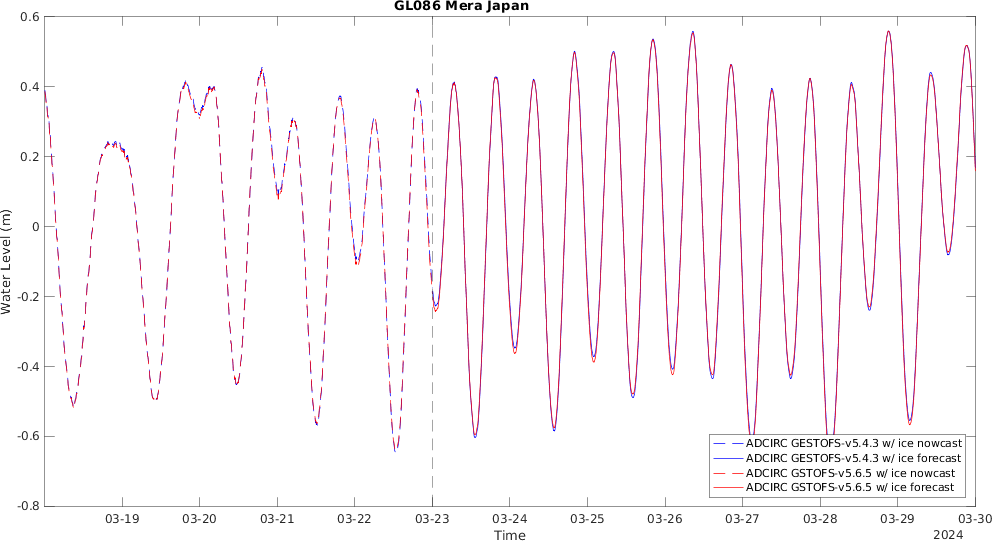 GL086 Mera Japan
0.6
0.4
0.2
0
-0.2
-0.4
-0.6
-0.8
Water Level (m)
ADCIRC GESTOFS-v5.4.3 w/ ice nowcast
ADCIRC GESTOFS-v5.4.3 w/ ice forecast
ADCIRC GSTOFS-v5.6.5 w/ ice nowcast
ADCIRC GSTOFS-v5.6.5 w/ ice forecast
03-19 03-20 03-21 03-22 03-23 03-24 03-25 03-26 03-27 03-28 03-29 03-30
Time
2024